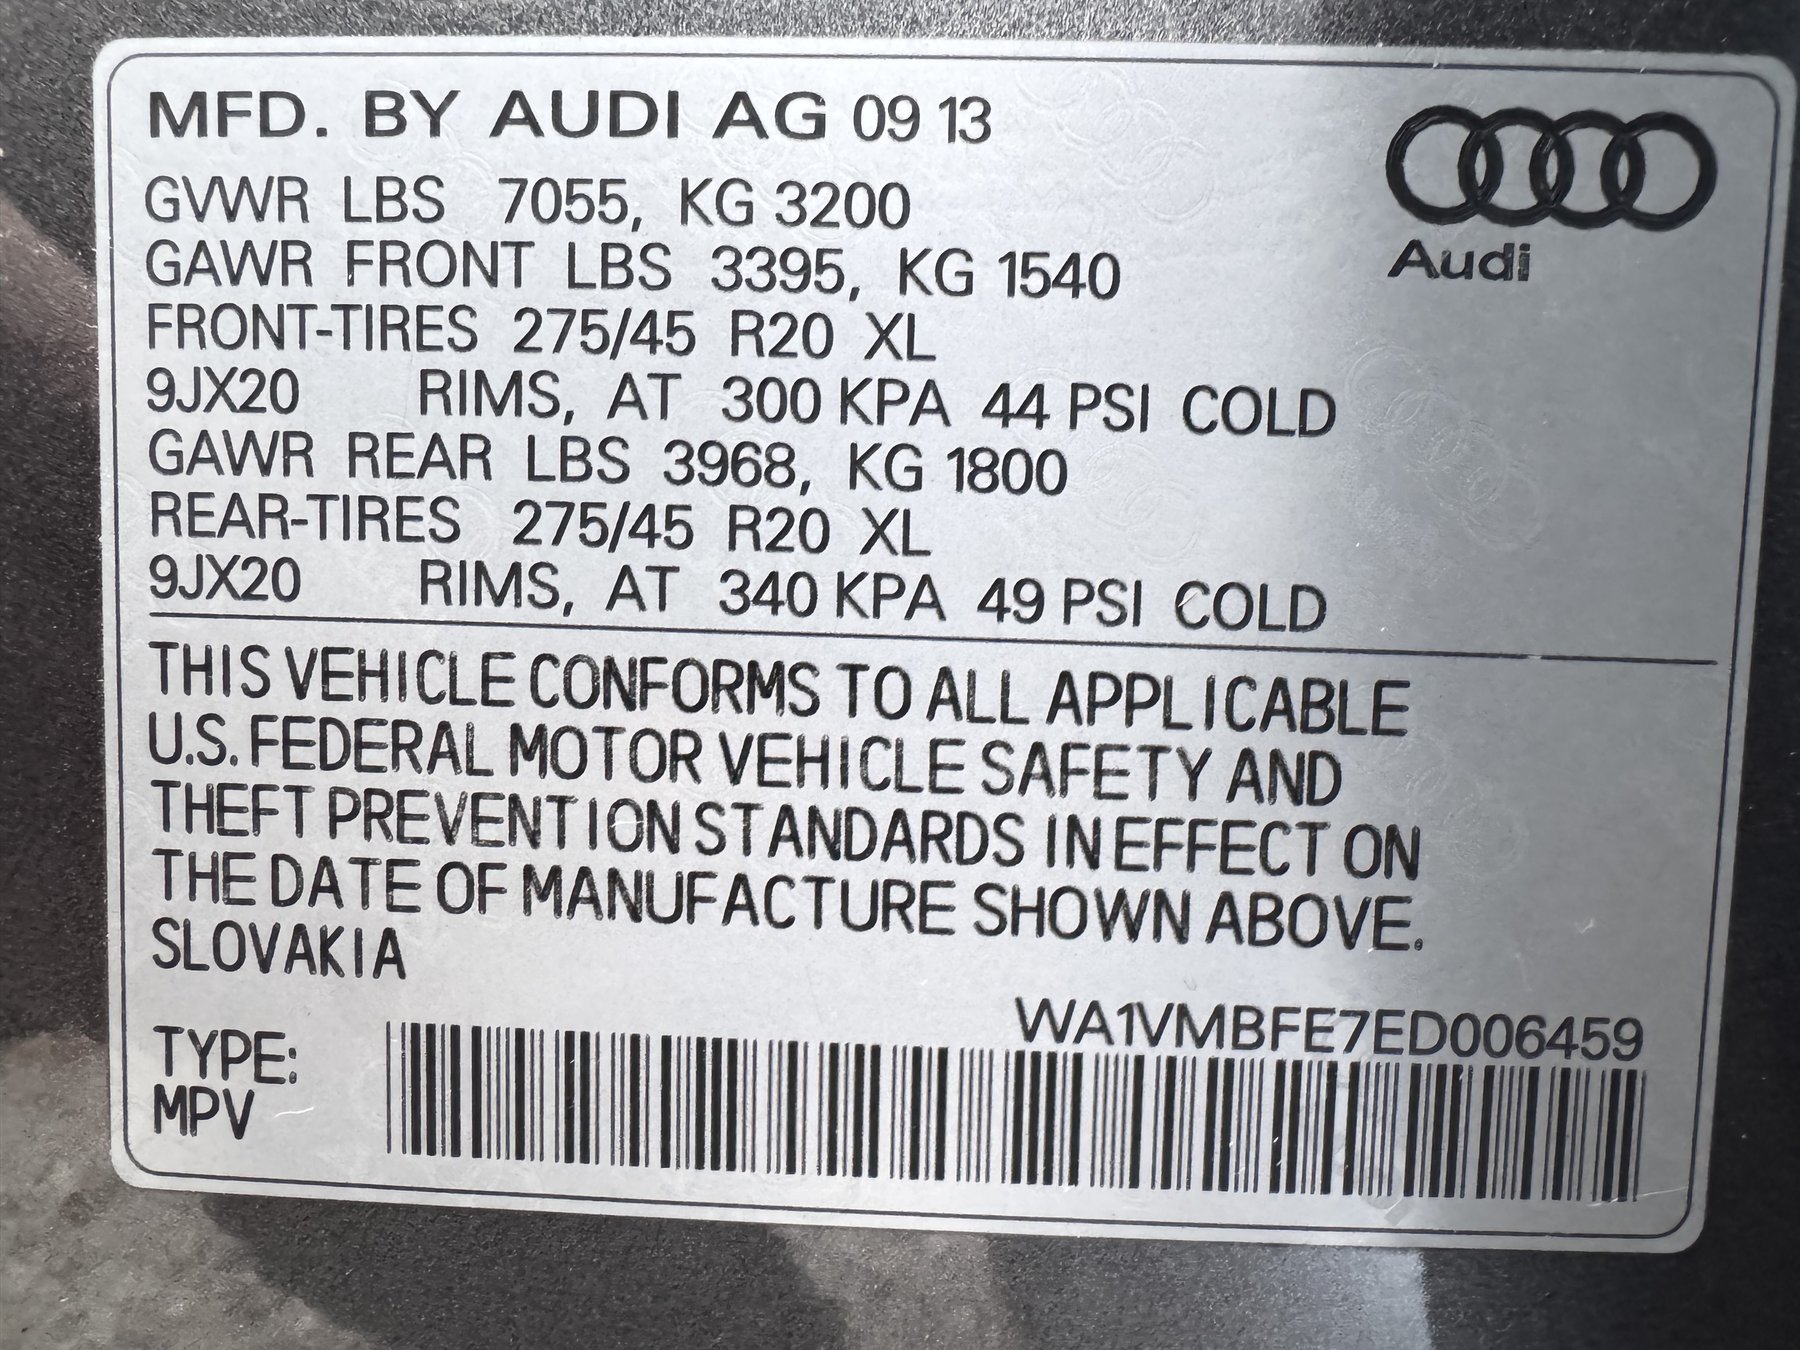 MFD. BY AUDI AG 09 13
Audi
GVWR LBS 7055, KG 3200
GAWR FRONT LBS 3395, KG 1540
FRONT-TIRES 275/45 R20 XL
9JX20 RIMS, AT 300 KPA 44 PSI COLD
GAWR REAR LBS 3968, KG 1800
REAR-TIRES 275/45 R20 XL
9JX20 RIMS, AT 340 KPA 49 PSI COLD
THIS VEHICLE CONFORMS TO ALL APPLICABLE
U.S. FEDERAL MOTOR VEHICLE SAFETY AND
THEFT PREVENTION STANDARDS IN EFFECT ON
THE DATE OF MANUFACTURE SHOWN ABOVE.
SLOVAKIA
WA1VMBFE7ED006459
TYPE:
MPV